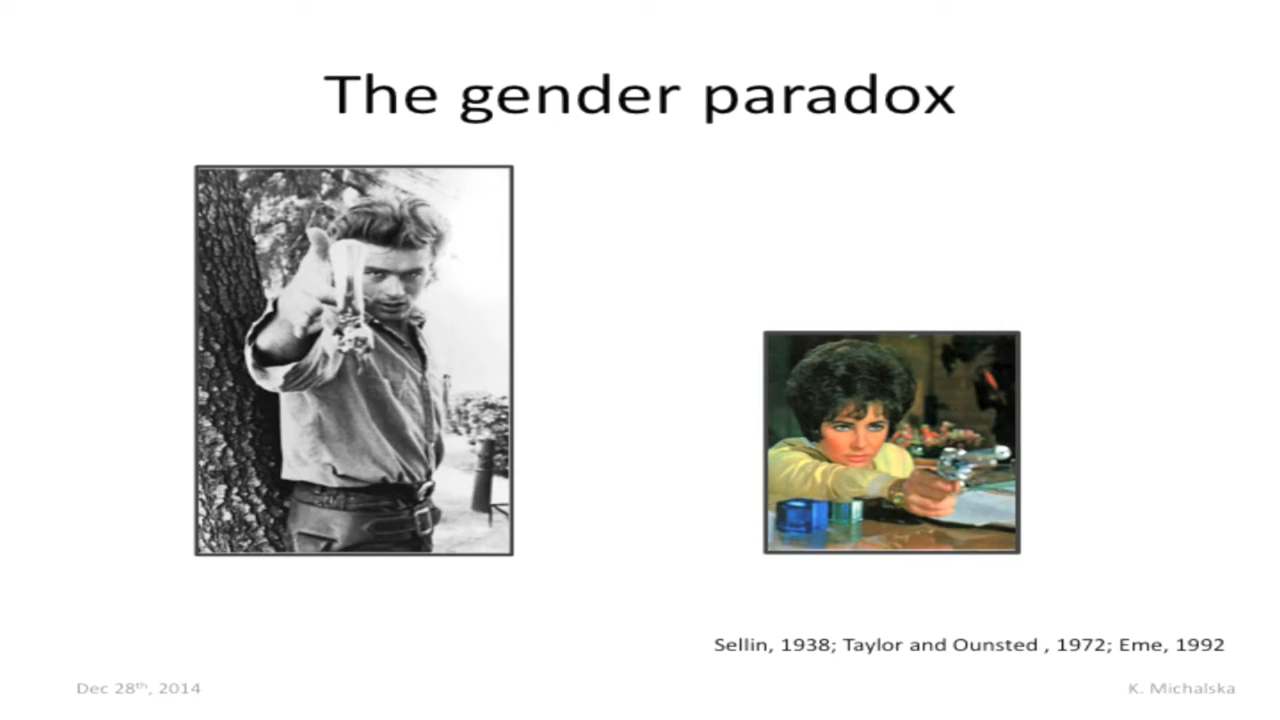 The gender paradox
Sellin, 1938; Taylor and Ounsted , 1972; Eme, 1992
Dec 28th, 2014
K. Michalska